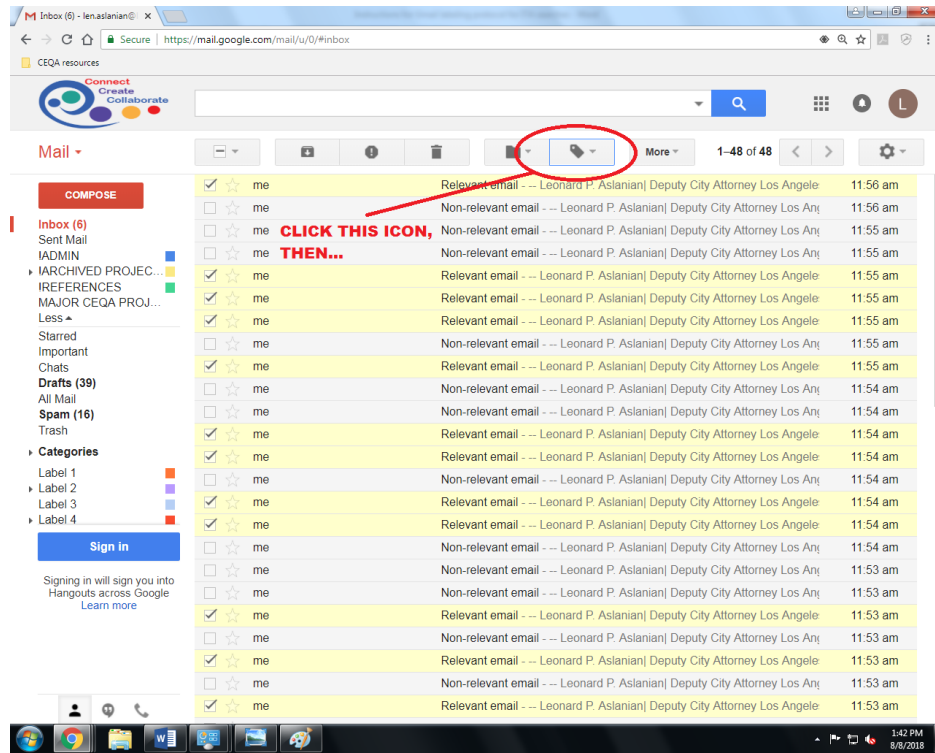 Inbox (6) - len.aslanian@
Secure | https://mail.google.com/mail/u/0/#inbox
CEQA resources
Connect
Create
Collaborate
L
Mail
More
1–48 of 48
COMPOSE
Inbox (6)
Sent Mail
!ADMIN
!ARCHIVED PROJEC...
!REFERENCES
MAJOR CEQA PROJ...
Less
Starred
Important
Chats
Drafts (39)
All Mail
Spam (16)
Trash
Categories
Label 1
Label 2
Label 3
Label 4
Sign in
Signing in will sign you into
Hangouts across Google
Learn more
CLICK THIS ICON,
THEN...
me Relevant email - -- Leonard P. Aslanian| Deputy City Attorney Los Angele 11:56 am
me Non-relevant email - -- Leonard P. Aslanian| Deputy City Attorney Los Ang 11:56 am
me Non-relevant email - -- Leonard P. Aslanian| Deputy City Attorney Los Ang 11:55 am
me Non-relevant email - -- Leonard P. Aslanian| Deputy City Attorney Los Ang 11:55 am
me Relevant email - -- Leonard P. Aslanian| Deputy City Attorney Los Angele 11:55 am
me Relevant email - -- Leonard P. Aslanian| Deputy City Attorney Los Angele 11:55 am
me Relevant email - -- Leonard P. Aslanian| Deputy City Attorney Los Angele 11:55 am
me Non-relevant email - -- Leonard P. Aslanian| Deputy City Attorney Los Ang 11:55 am
me Relevant email - -- Leonard P. Aslanian| Deputy City Attorney Los Angele 11:55 am
me Non-relevant email - -- Leonard P. Aslanian| Deputy City Attorney Los Ang 11:54 am
me Non-relevant email - -- Leonard P. Aslanian| Deputy City Attorney Los Ang 11:54 am
me Relevant email - -- Leonard P. Aslanian| Deputy City Attorney Los Angele 11:54 am
me Relevant email - -- Leonard P. Aslanian| Deputy City Attorney Los Angele 11:54 am
me Non-relevant email - -- Leonard P. Aslanian| Deputy City Attorney Los Ang 11:54 am
me Relevant email - -- Leonard P. Aslanian| Deputy City Attorney Los Angele 11:54 am
me Relevant email - -- Leonard P. Aslanian| Deputy City Attorney Los Angele 11:54 am
me Non-relevant email - -- Leonard P. Aslanian| Deputy City Attorney Los Ang 11:54 am
me Non-relevant email - -- Leonard P. Aslanian| Deputy City Attorney Los Ang 11:53 am
me Non-relevant email - -- Leonard P. Aslanian| Deputy City Attorney Los Ang 11:53 am
me Relevant email - -- Leonard P. Aslanian| Deputy City Attorney Los Angele 11:53 am
me Non-relevant email - -- Leonard P. Aslanian| Deputy City Attorney Los Ang 11:53 am
me Relevant email - -- Leonard P. Aslanian| Deputy City Attorney Los Angele 11:53 am
me Non-relevant email - -- Leonard P. Aslanian| Deputy City Attorney Los Ang 11:53 am
me Relevant email - -- Leonard P. Aslanian| Deputy City Attorney Los Angele 11:53 am
1:42 PM
8/8/2018